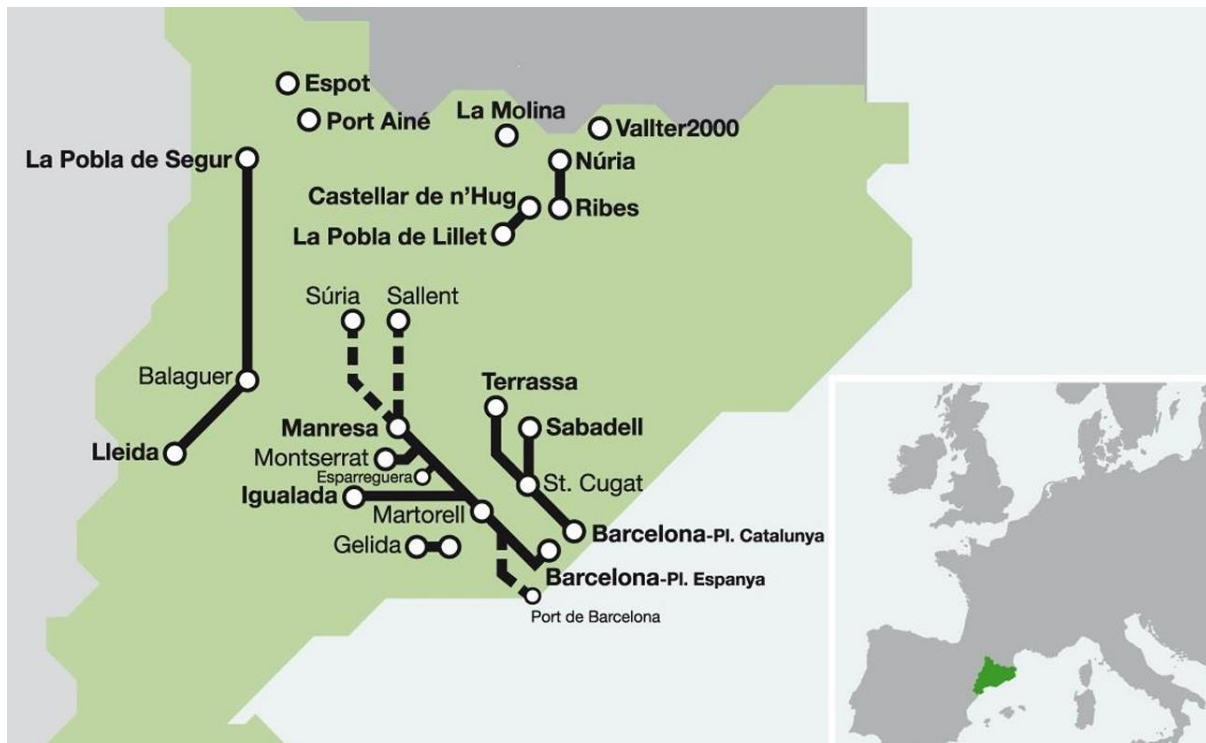 Espot
Port Ainé
La Molina
Vallter2000
La Pobla de Segur
Núria
Castellar de n'Hug
Ribes
La Pobla de Lillet
Súria
Sallent
Balaguer
Terrassa
Manresa
Sabadell
Lleida
Montserrat
Esparreguera
St. Cugat
Igualada
Martorell
Barcelona-Pl. Catalunya
Gelida
Barcelona-Pl. Espanya
Port de Barcelona